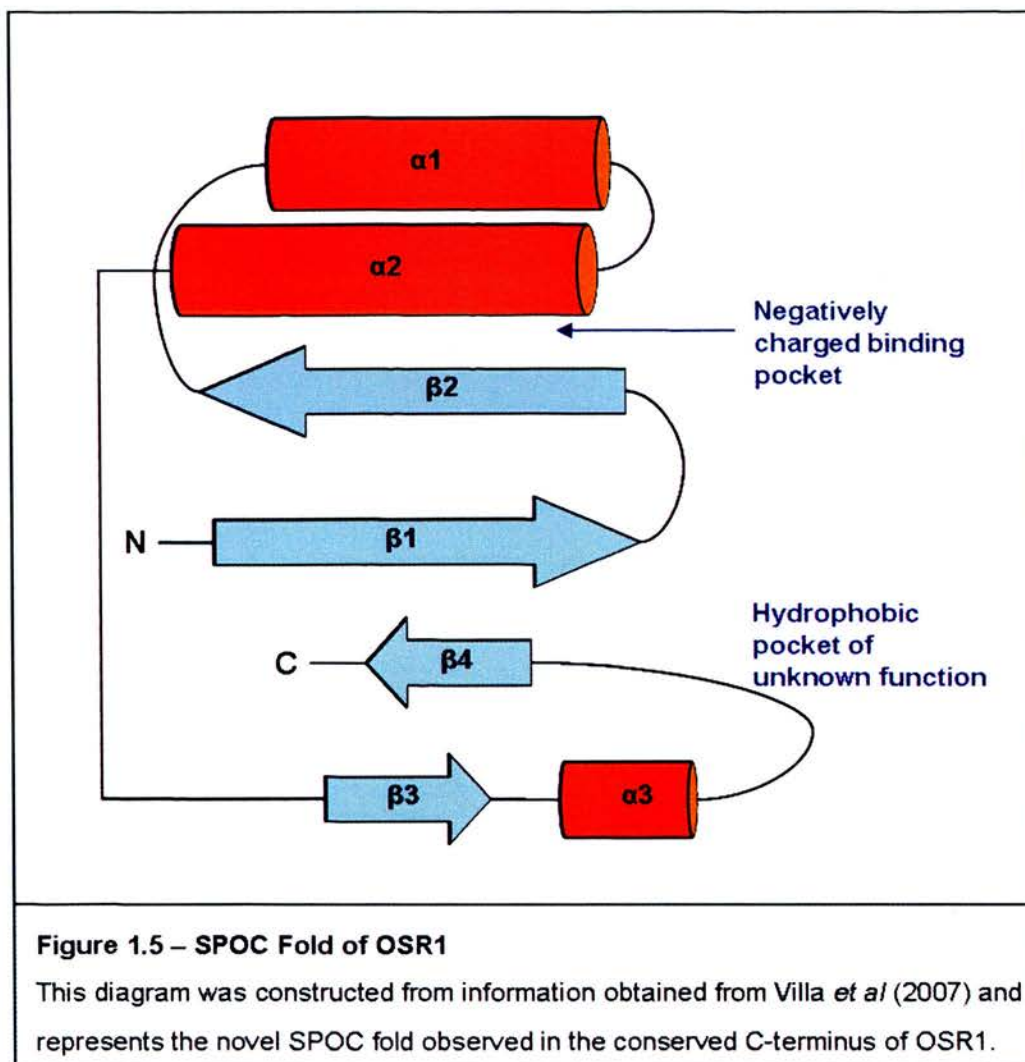 α1
α2
Negatively
charged binding
pocket
β2
N
β1
Hydrophobic
pocket of
unknown function
C
β4
β3
α3
Figure 1.5 – SPOC Fold of OSR1
This diagram was constructed from information obtained from Villa et al (2007) and
represents the novel SPOC fold observed in the conserved C-terminus of OSR1.